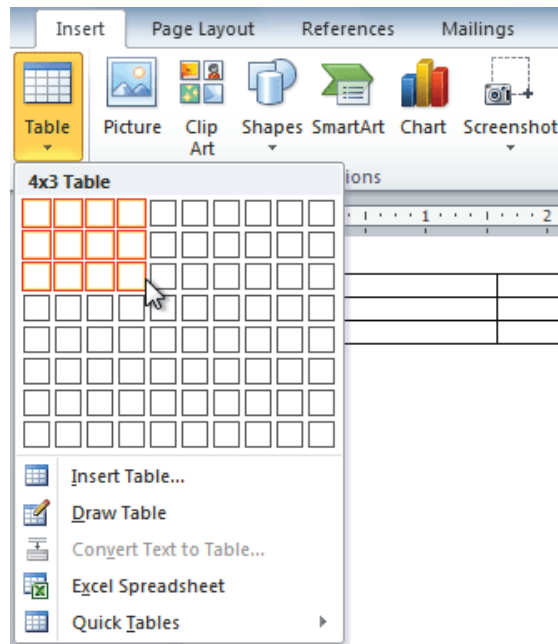 Insert Page Layout References Mailings
Table Picture Clip Art Shapes SmartArt Chart Screenshot
ions
4x3 Table
1 2
Insert Table...
Draw Table
Convert Text to Table...
Excel Spreadsheet
Quick Tables